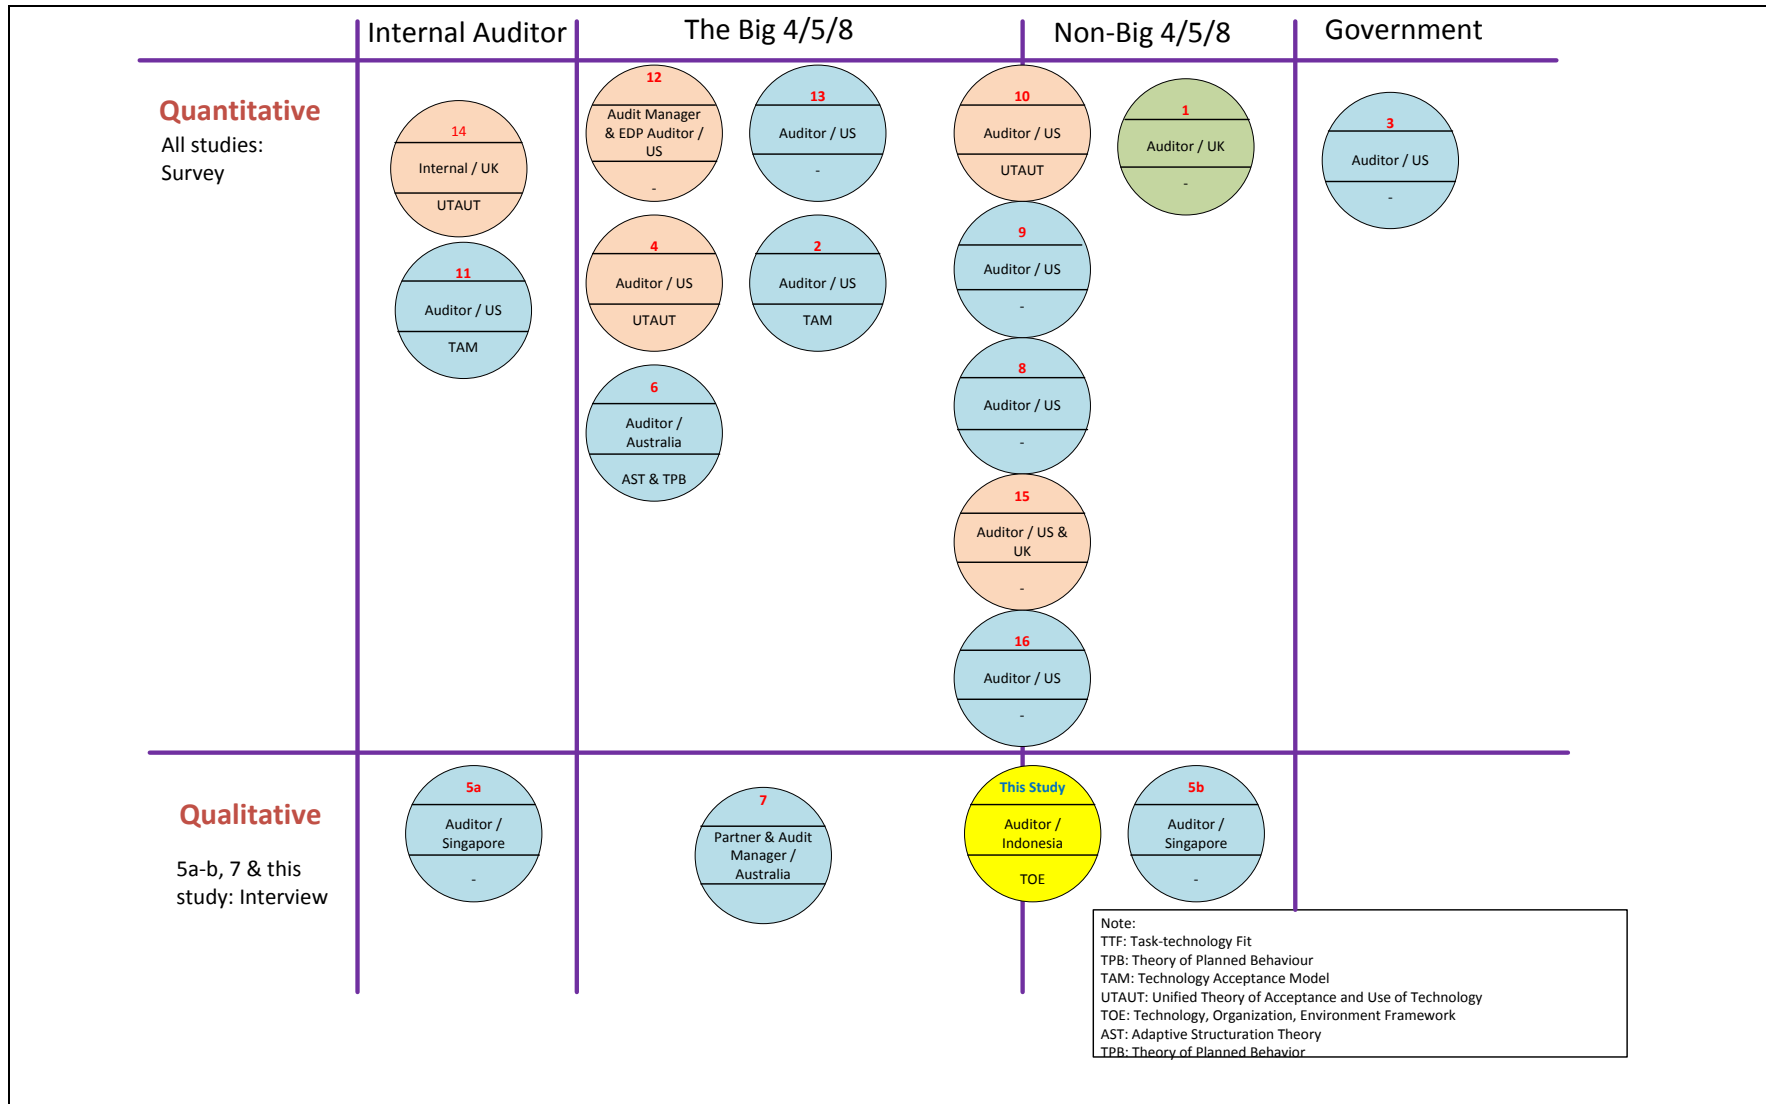 Internal Auditor
The Big 4/5/8
Non-Big 4/5/8
Government
Quantitative
All studies:
Survey
14
Internal / UK
UTAUT
11
Auditor / US
TAM
12
Audit Manager
& EDP Auditor /
US
-
13
Auditor / US
-
4
Auditor / US
UTAUT
2
Auditor / US
TAM
6
Auditor /
Australia
AST & TPB
10
Auditor / US
UTAUT
1
Auditor / UK
-
9
Auditor / US
-
8
Auditor / US
-
15
Auditor / US &
UK
-
16
Auditor / US
-
3
Auditor / US
-
Qualitative
5a-b, 7 & this
study: Interview
5a
Auditor /
Singapore
-
7
Partner & Audit
Manager /
Australia
This Study
Auditor /
Indonesia
TOE
5b
Auditor /
Singapore
-
Note:
TTF: Task-technology Fit
TPB: Theory of Planned Behaviour
TAM: Technology Acceptance Model
UTAUT: Unified Theory of Acceptance and Use of Technology
TOE: Technology, Organization, Environment Framework
AST: Adaptive Structuration Theory
TPB: Theory of Planned Behavior